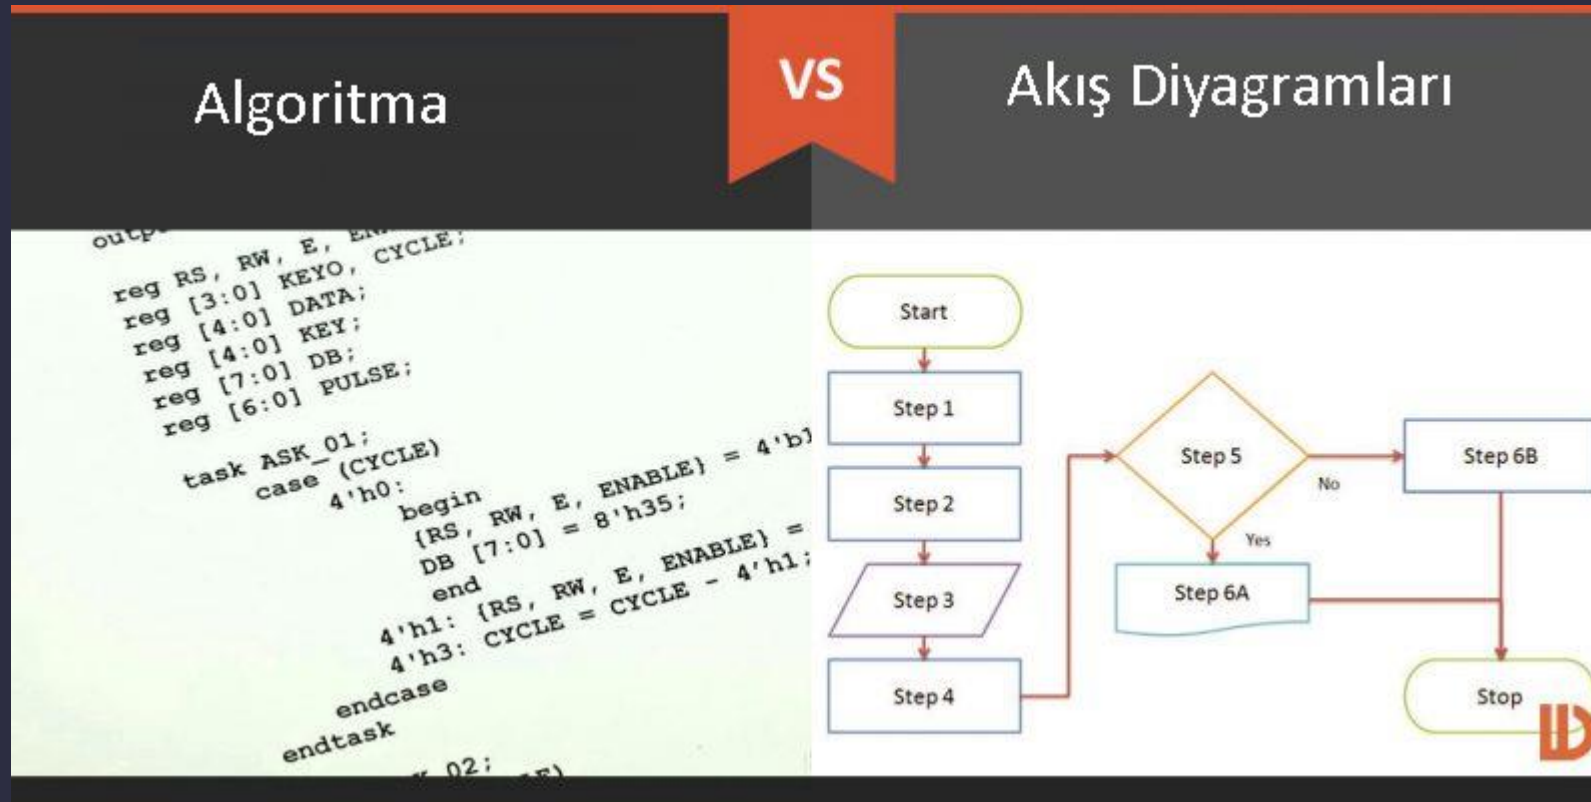 Algoritma
VS
Akış Diyagramları
reg RS, RW, E,
reg [3:0] KEYO, CYCLE;
reg [4:0] DATA;
reg [4:0] KEY;
reg [7:0] DB;
reg [6:0] PULSE;
task ASK_01;
case (CYCLE)
4'h0:
begin
{RS, RW, E, ENABLE} = 4'b1
DB [7:0] = 8'h35;
end
4'h1: {RS, RW, E, ENABLE} =
4'h3: CYCLE = CYCLE - 4'h1;
endcase
endtask
02;
Start
Step 1
Step 2
Step 3
Step 4
Step 5
No
Yes
Step 6A
Step 6B
Stop